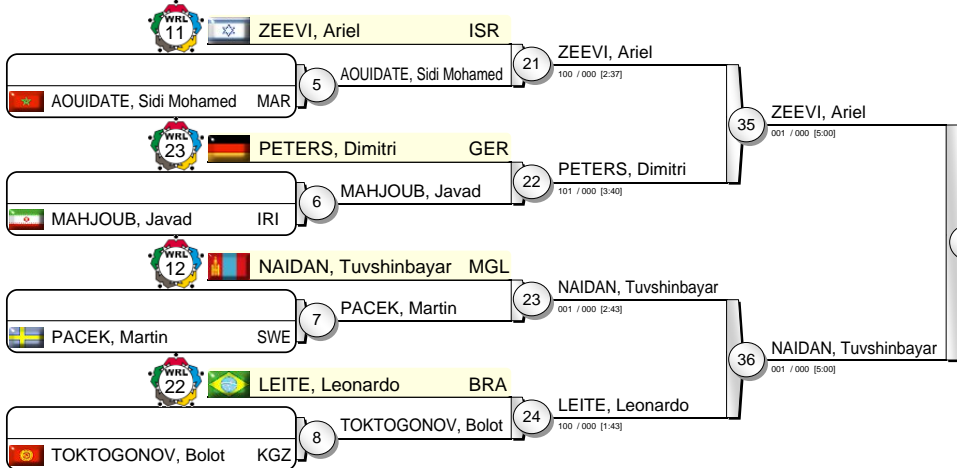 WRL
11
ZEEVI, Ariel ISR
5
AOUIDATE, Sidi Mohamed
AOUIDATE, Sidi Mohamed MAR
21
ZEEVI, Ariel
100 / 000 [2:37]
WRL
23
PETERS, Dimitri GER
6
MAHJOUB, Javad
MAHJOUB, Javad IRI
22
PETERS, Dimitri
101 / 000 [3:40]
35
ZEEVI, Ariel
001 / 000 [5:00]
WRL
12
NAIDAN, Tuvshinbayar MGL
7
PACEK, Martin
PACEK, Martin SWE
23
NAIDAN, Tuvshinbayar
001 / 000 [2:43]
WRL
22
LEITE, Leonardo BRA
8
TOKTOGONOV, Bolot
TOKTOGONOV, Bolot KGZ
24
LEITE, Leonardo
100 / 000 [1:43]
36
NAIDAN, Tuvshinbayar
001 / 000 [5:00]